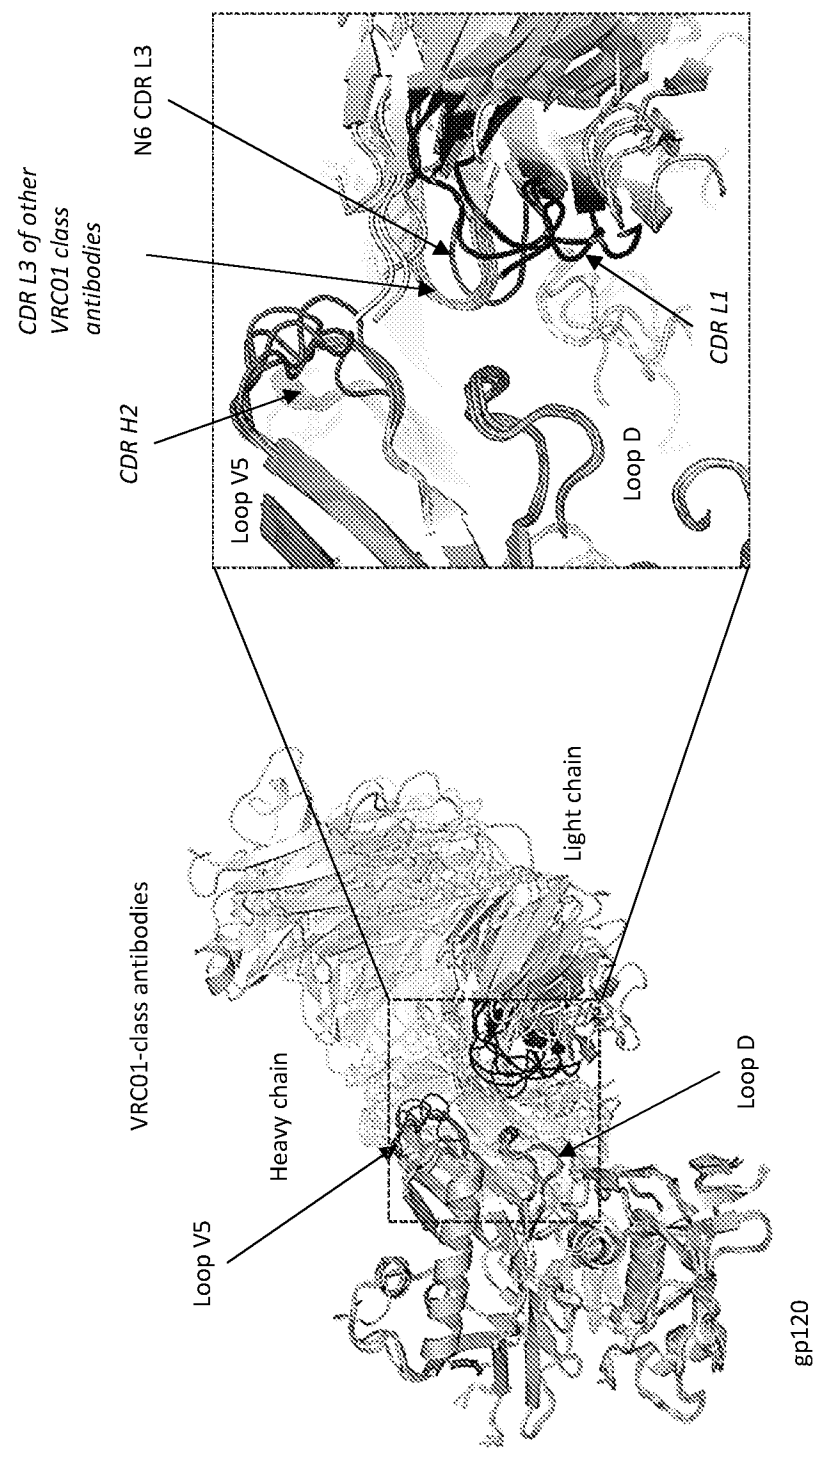 VRC01-class antibodies
Loop V5
Heavy chain
Light chain
Loop D
gp120
CDR L3 of other
VRC01 class
antibodies
CDR H2
N6 CDR L3
Loop V5
Loop D
CDR L1